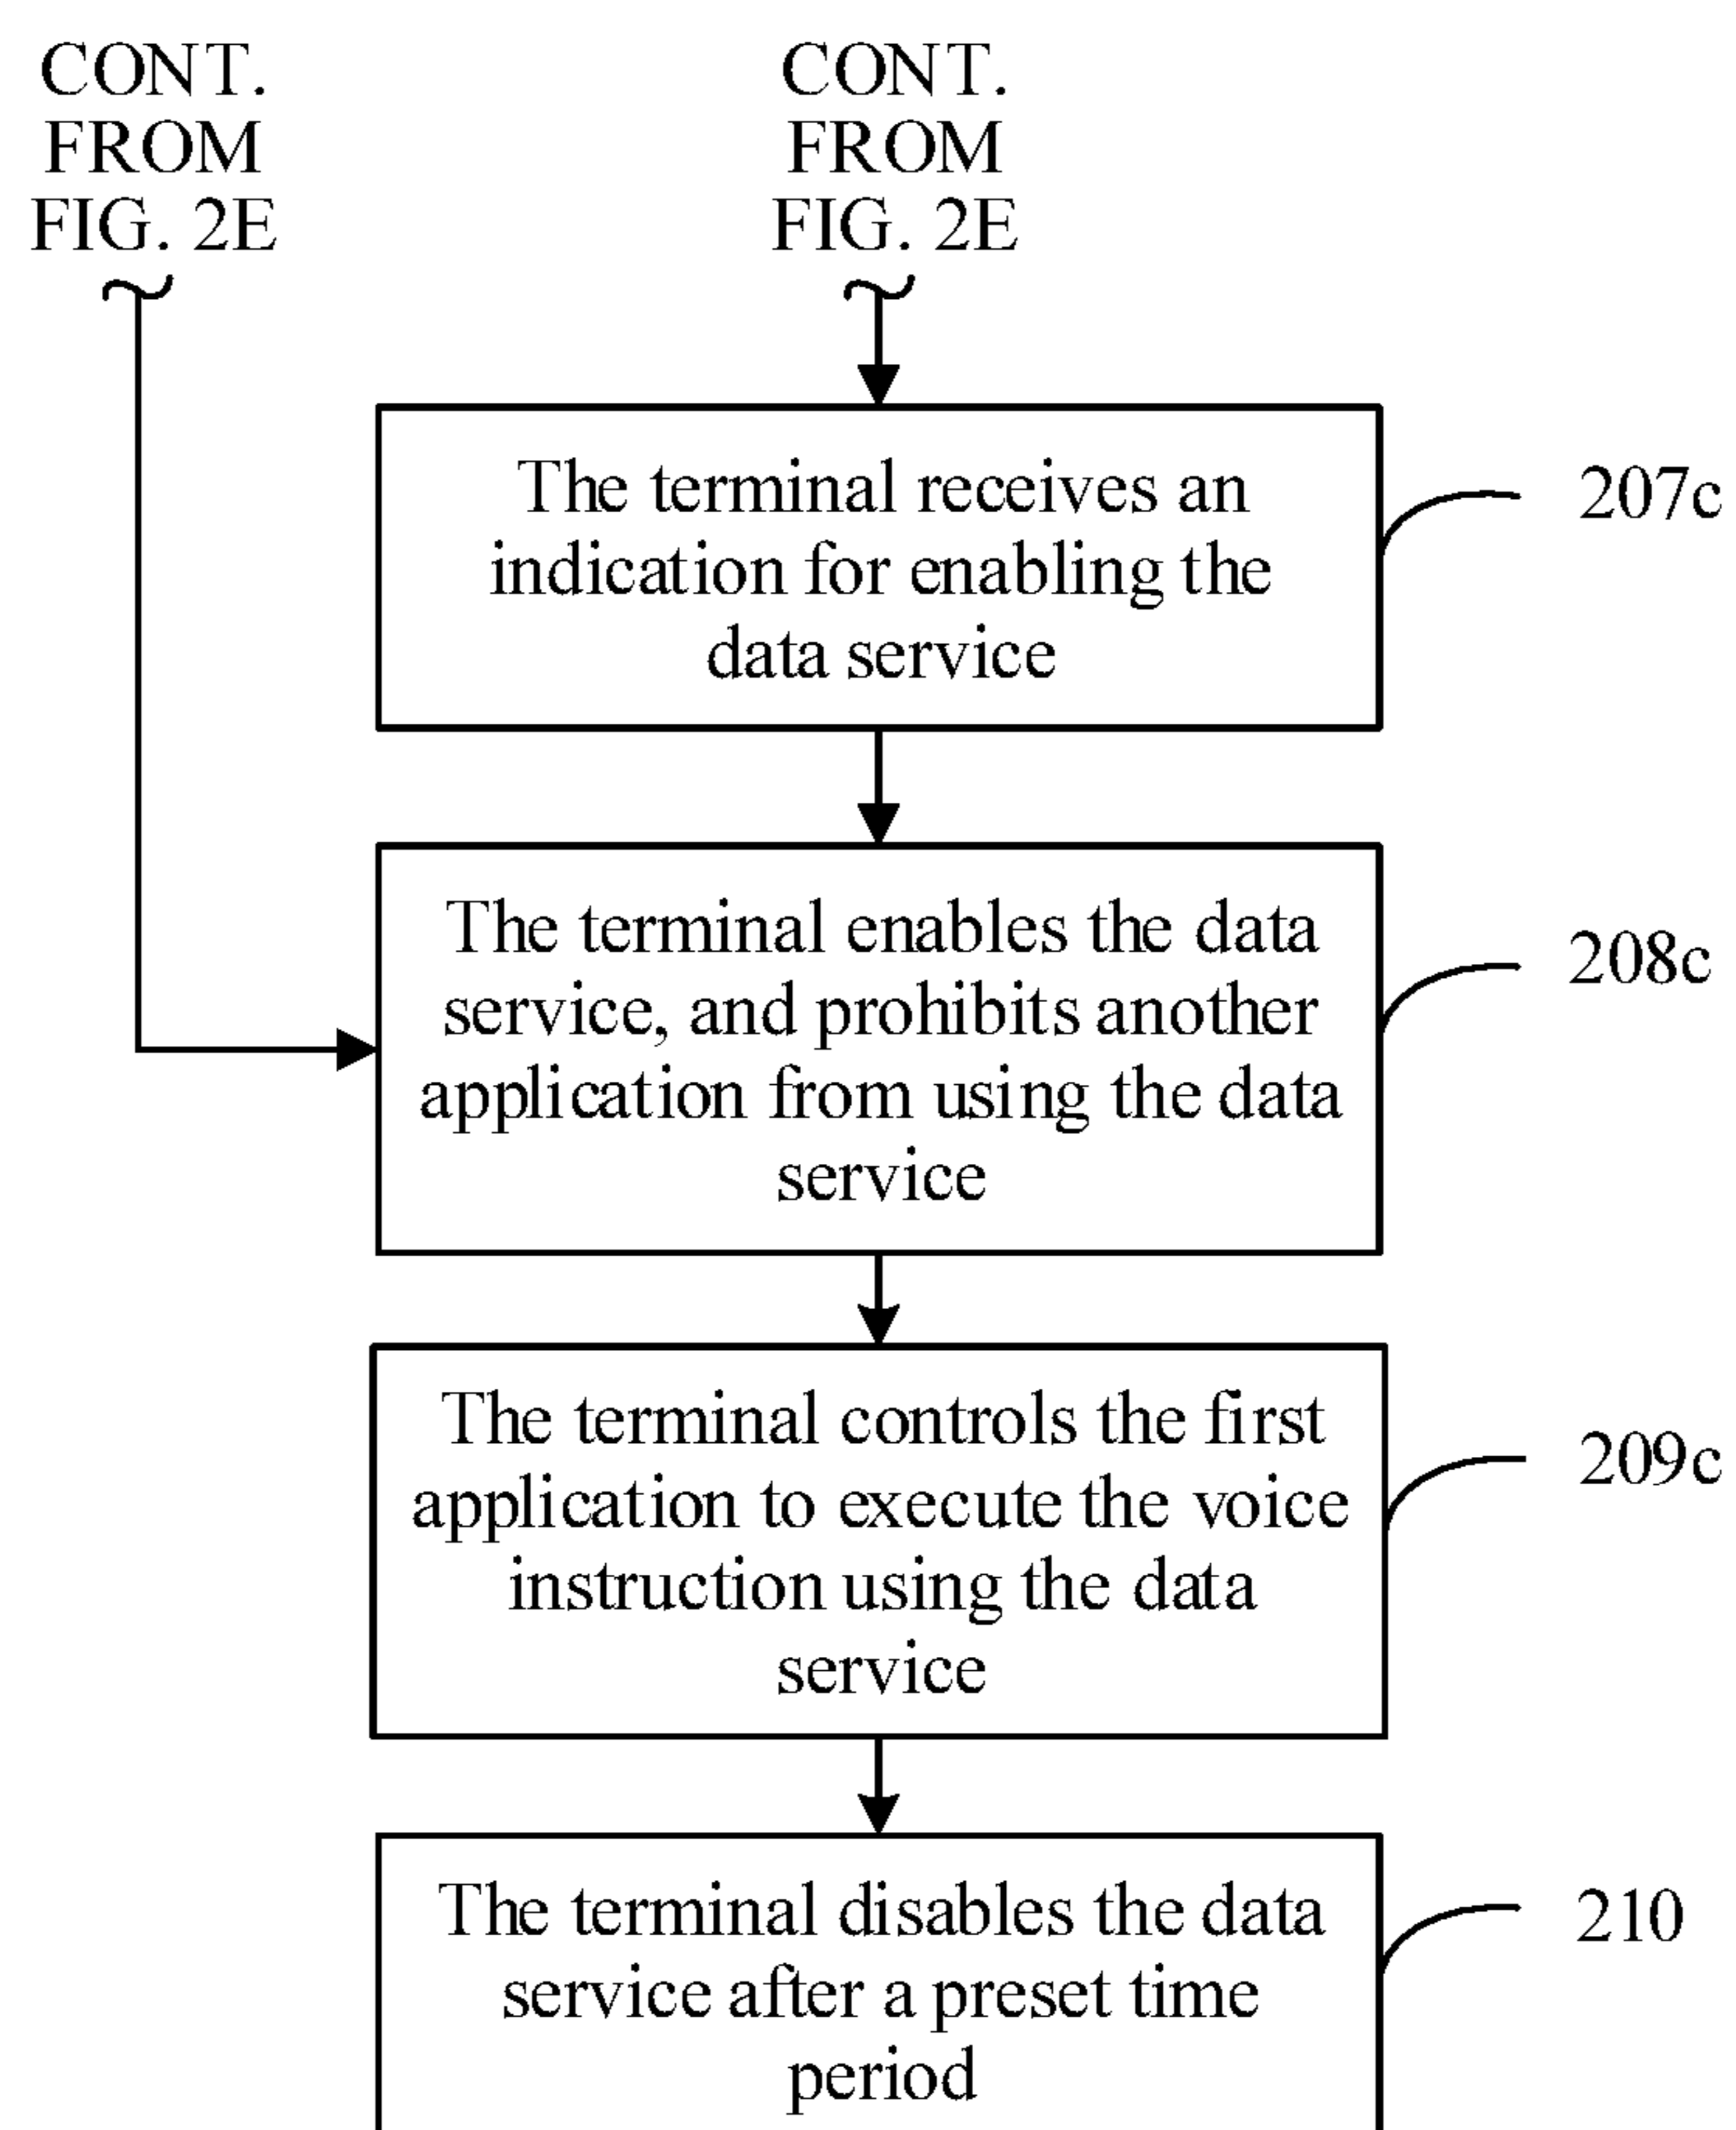 CONT.
FROM
FIG. 2E
CONT.
FROM
FIG. 2E
The terminal receives an
indication for enabling the
data service
207c
The terminal enables the data
service, and prohibits another
application from using the data
service
208c
The terminal controls the first
application to execute the voice
instruction using the data
service
209c
The terminal disables the data
service after a preset time
period
210